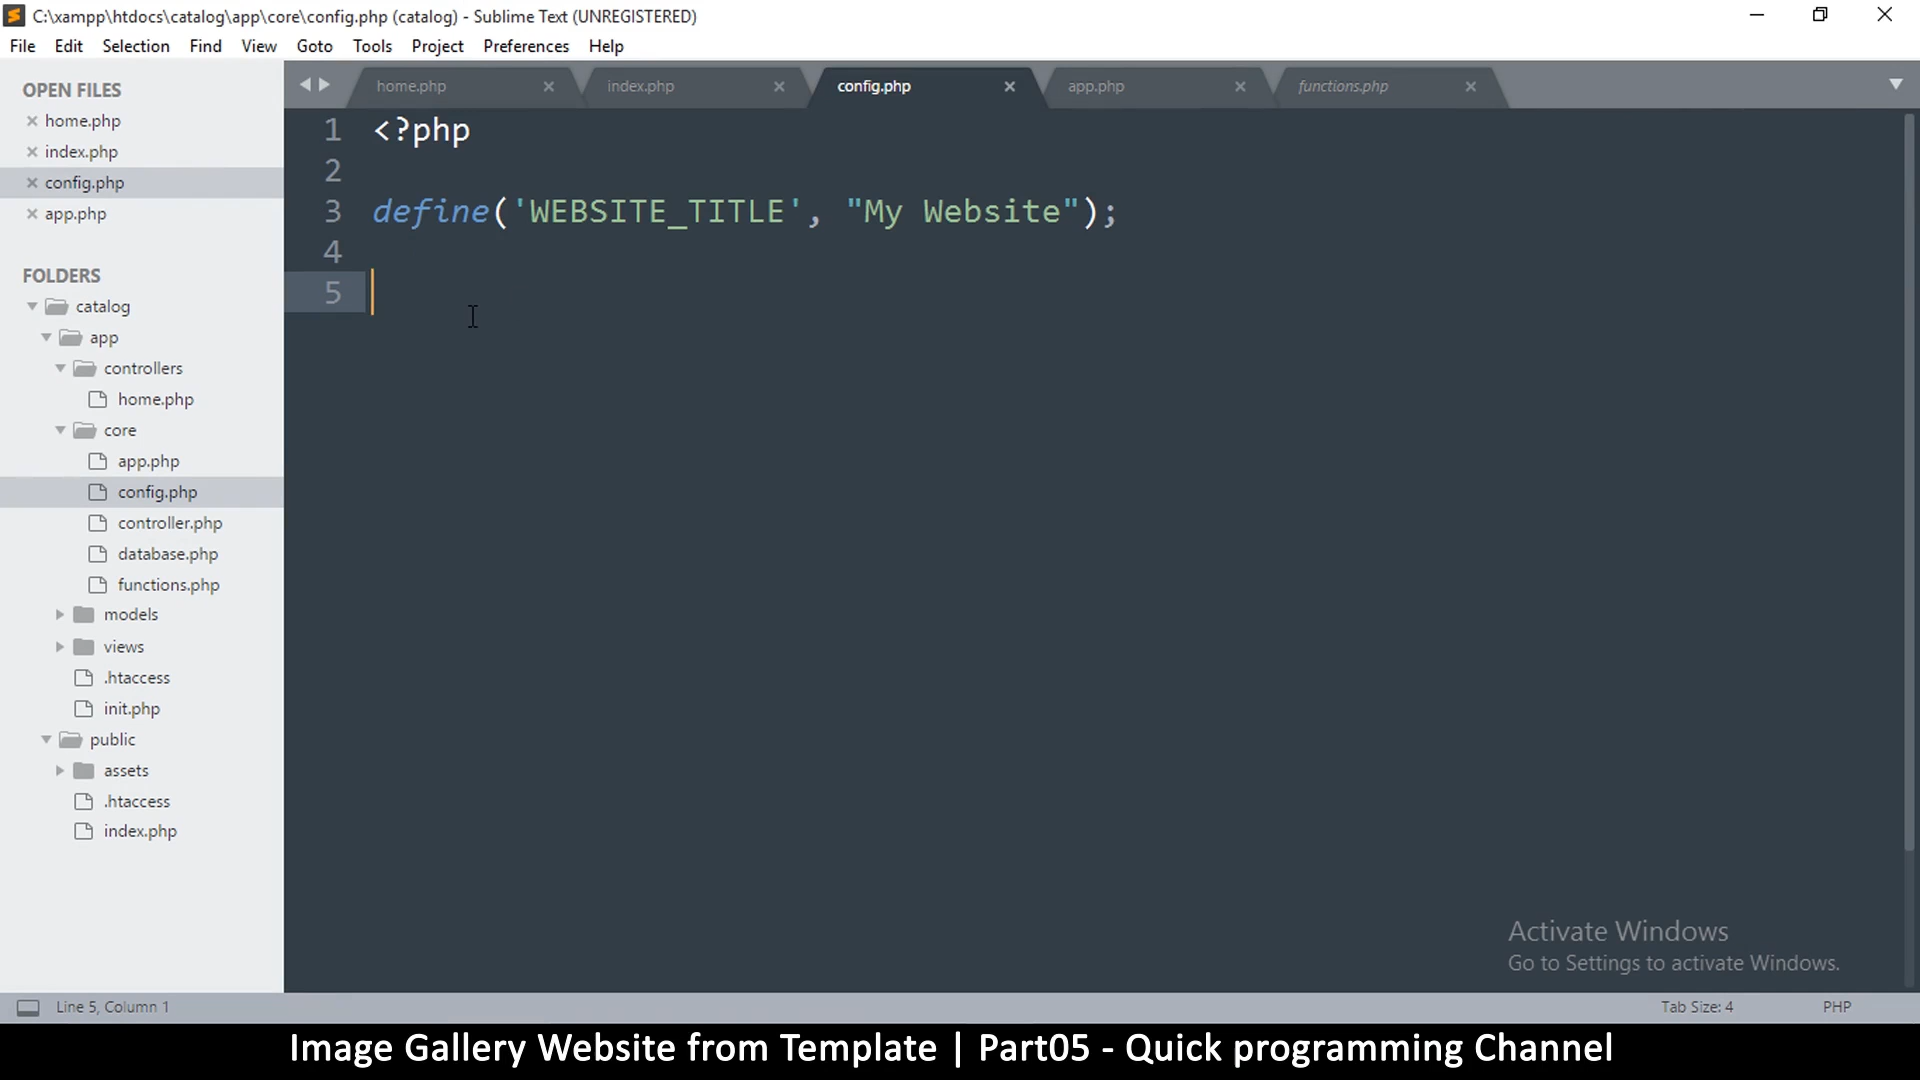 C:\xampp\htdocs\catalog\app\core\config.php (catalog) - Sublime Text (UNREGISTERED)
File Edit Selection Find View Goto Tools Project Preferences Help
OPEN FILES
home.php
index.php
config.php
app.php
FOLDERS
catalog
app
controllers
home.php
core
app.php
config.php
controller.php
database.php
functions.php
models
views
.htaccess
init.php
public
assets
.htaccess
index.php
home.php index.php config.php app.php functions.php
1 <?php
2
3 define('WEBSITE_TITLE', "My Website");
4
5
Activate Windows
Go to Settings to activate Windows.
Line 5, Column 1 Tab Size: 4 PHP
Image Gallery Website from Template | Part05 - Quick programming Channel